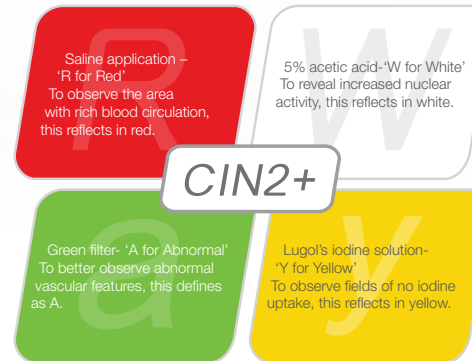 R
Saline application –
‘R for Red’
To observe the area
with rich blood circulation,
this reflects in red.
W
5% acetic acid-‘W for White’
To reveal increased nuclear
activity, this reflects in white.
CIN2+
a
Green filter- ‘A for Abnormal’
To better observe abnormal
vascular features, this defines
as A.
y
Lugol’s iodine solution-
‘Y for Yellow’
To observe fields of no iodine
uptake, this reflects in yellow.